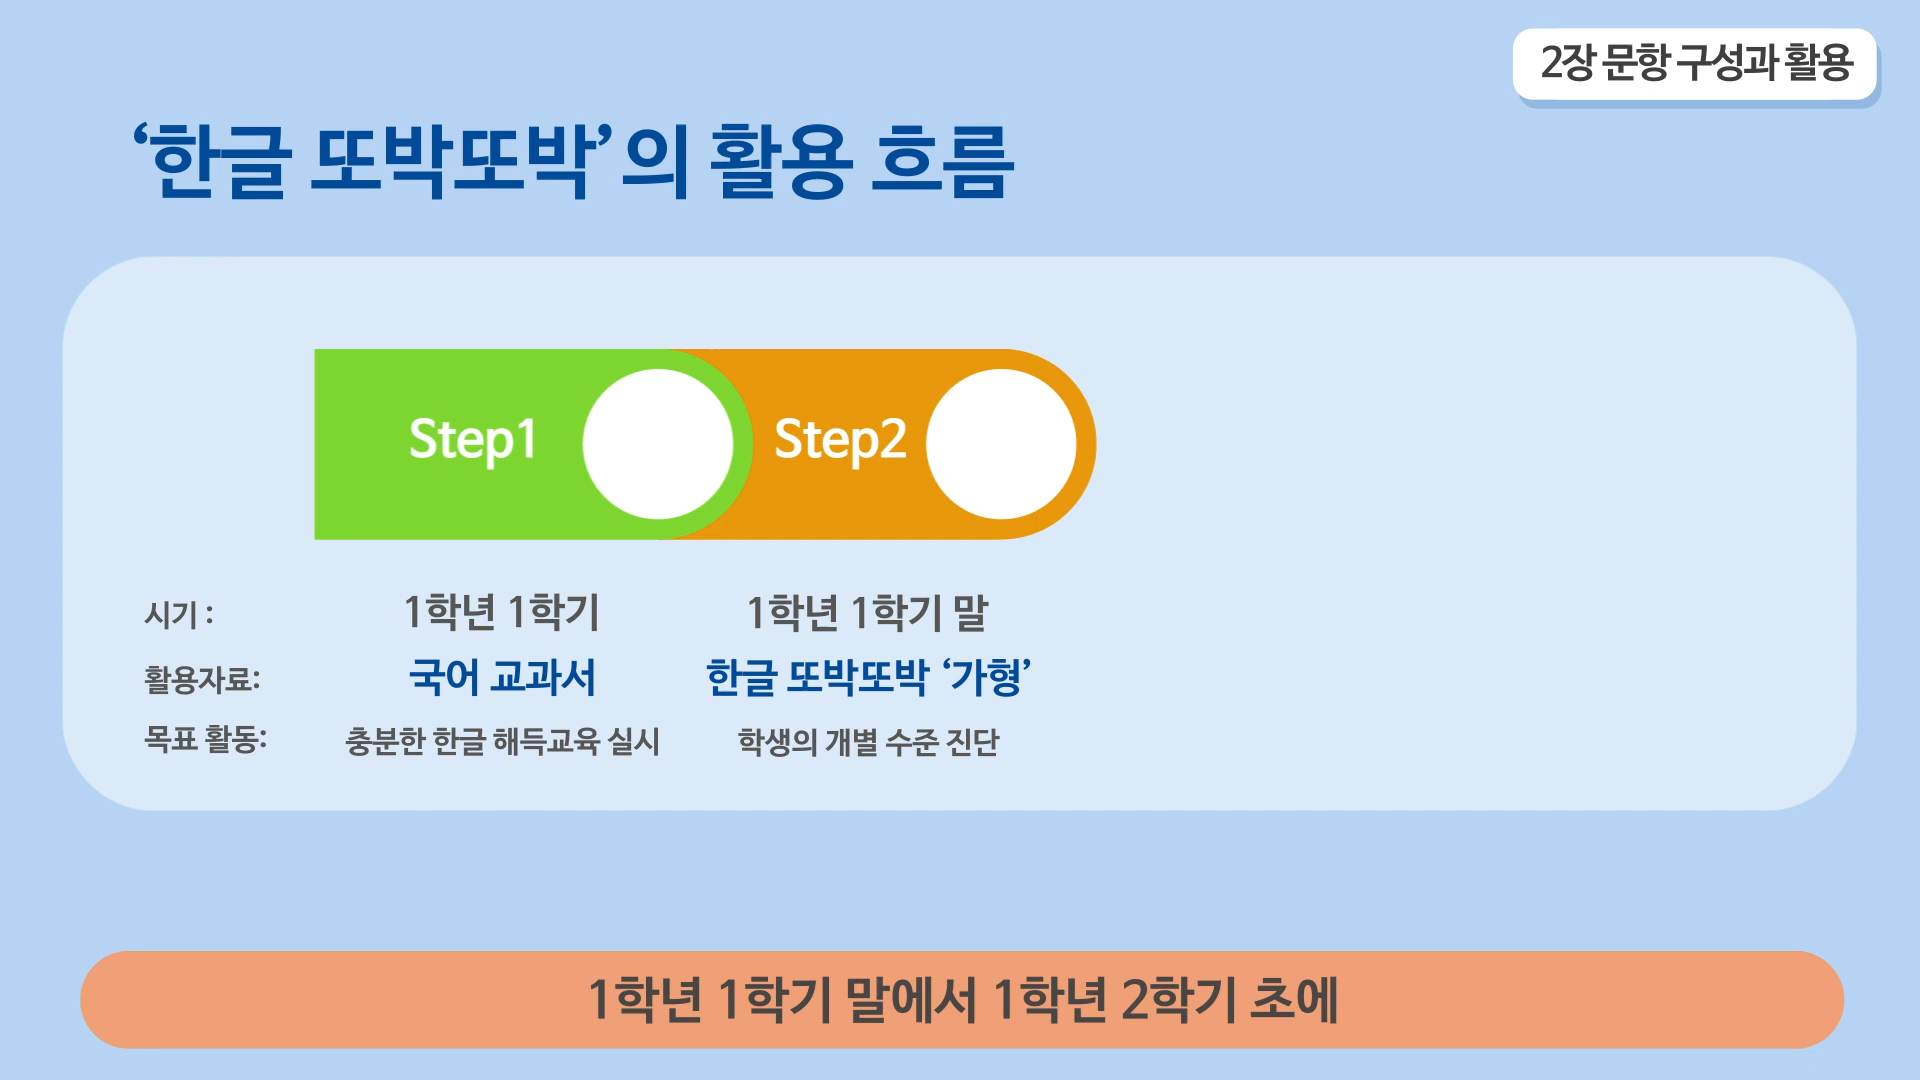 2장 문항 구성과 활용
‘한글 또박또박’의 활용 흐름
Step1 Step2
시기 : 1학년 1학기 1학년 1학기 말
활용자료: 국어 교과서 한글 또박또박 ‘가형’
목표 활동: 충분한 한글 해득교육 실시 학생의 개별 수준 진단
1학년 1학기 말에서 1학년 2학기 초에